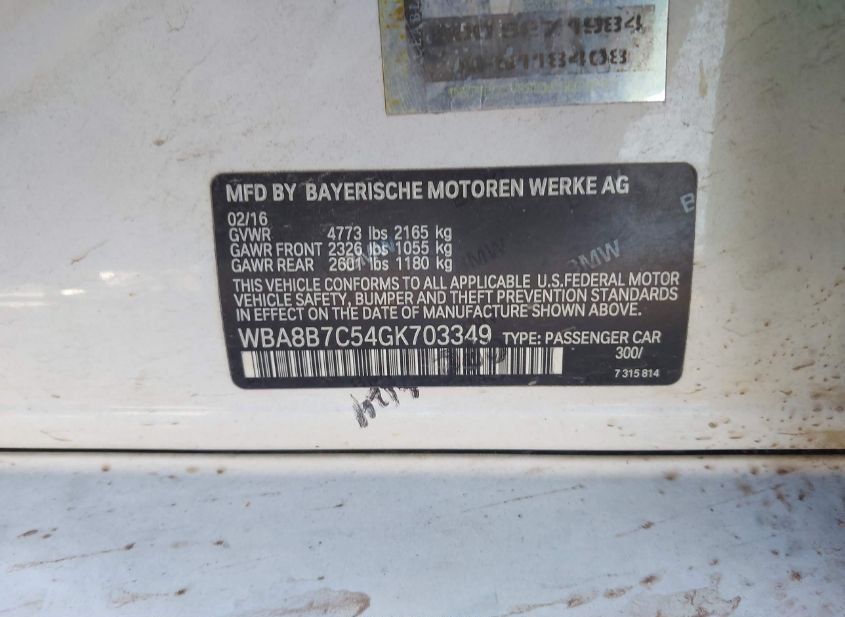 MFD BY BAYERISCHE MOTOREN WERKE AG
02/16
GVWR 4773 lbs 2165 kg
GAWR FRONT 2326 lbs 1055 kg
GAWR REAR 2601 lbs 1180 kg
THIS VEHICLE CONFORMS TO ALL APPLICABLE U.S.FEDERAL MOTOR
VEHICLE SAFETY, BUMPER AND THEFT PREVENTION STANDARDS
IN EFFECT ON DATE OF MANUFACTURE SHOWN ABOVE.
WBA8B7C54GK703349 TYPE: PASSENGER CAR
300/
7 315 814